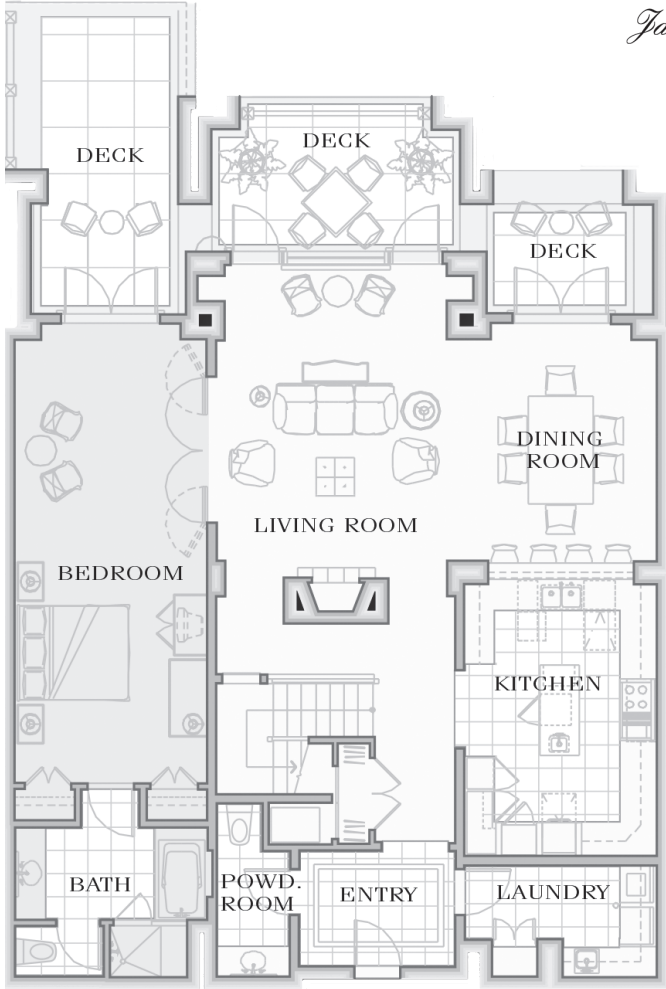 DECK
DECK
DECK
DINING
ROOM
LIVING ROOM
BEDROOM
KITCHEN
BATH
POWD.
ROOM
ENTRY
LAUNDRY